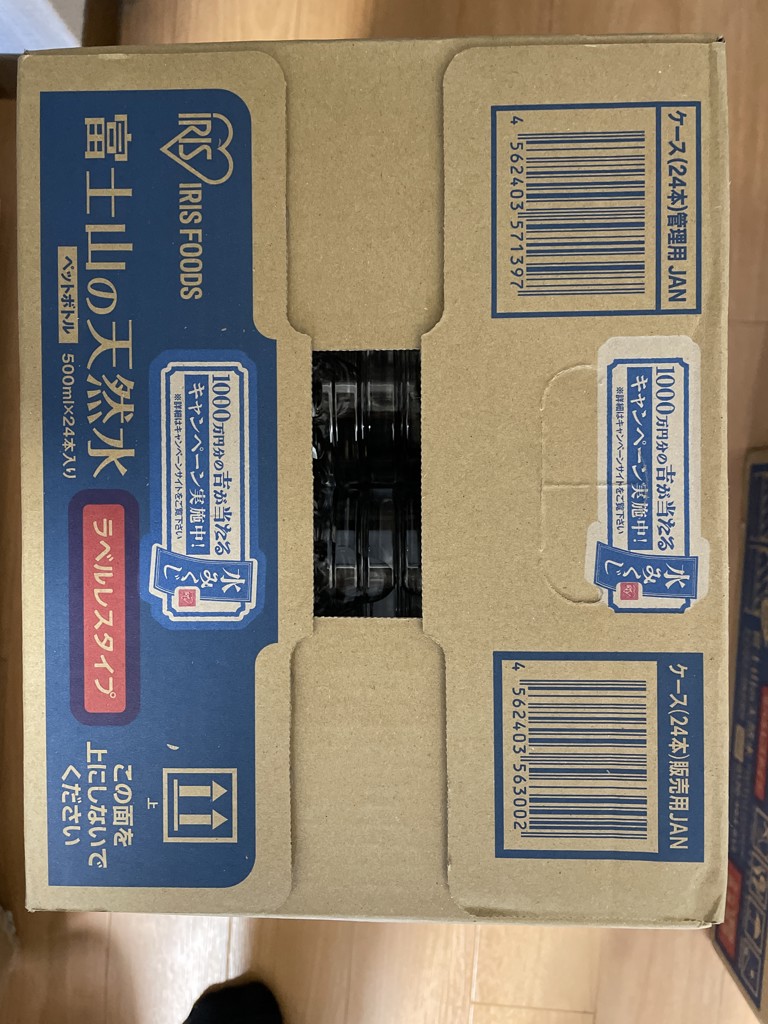 IRIS
IRIS FOODS
富士山の天然水
ペットボトル
500ml×24本入り
ラベルレスタイプ
1000万円分の吉が当たる
キャンペーン実施中!
※詳細はキャンペーンサイトをご覧下さい
水みくじ
上
この面を
上にしないで
ください
ケース(24本)管理用 JAN
4 562403 571397
1000万円分の吉が当たる
キャンペーン実施中!
※詳細はキャンペーンサイトをご覧下さい
水みくじ
ケース(24本)販売用 JAN
4 562403 563002